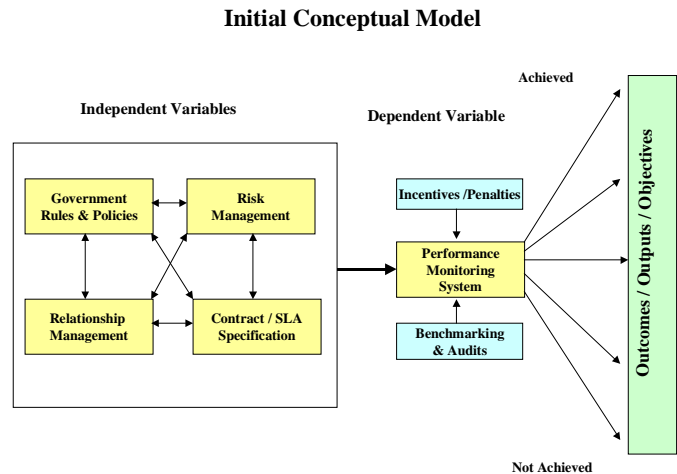 Initial Conceptual Model
Achieved
Independent Variables
Dependent Variable
Government
Rules & Policies
Risk
Management
Relationship
Management
Contract / SLA
Specification
Incentives /Penalties
Performance
Monitoring
System
Benchmarking
& Audits
Outcomes / Outputs / Objectives
Not Achieved